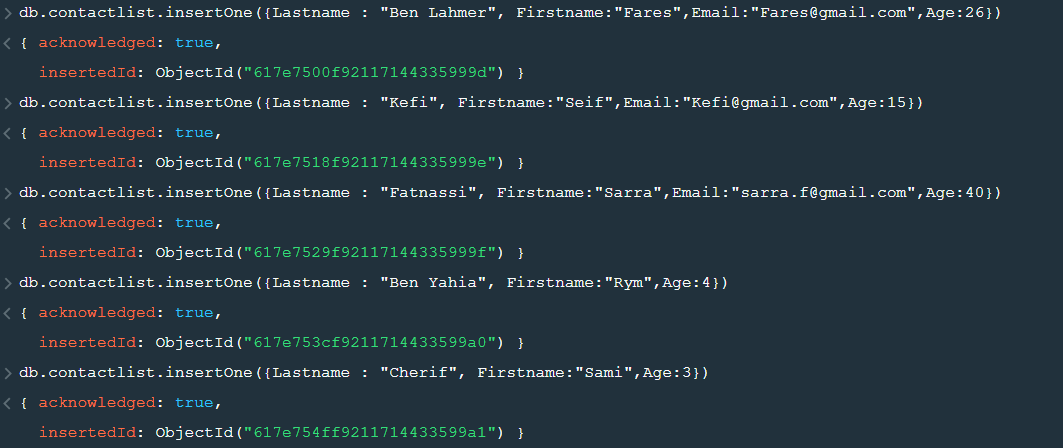 > db.contactlist.insertOne({Lastname : "Ben Lahmer", Firstname:"Fares",Email:"Fares@gmail.com",Age:26})
< { acknowledged: true,
insertedId: ObjectId("617e7500f92117144335999d") }
> db.contactlist.insertOne({Lastname : "Kefi", Firstname:"Seif",Email:"Kefi@gmail.com",Age:15})
< { acknowledged: true,
insertedId: ObjectId("617e7518f92117144335999e") }
> db.contactlist.insertOne({Lastname : "Fatnassi", Firstname:"Sarra",Email:"sarra.f@gmail.com",Age:40})
< { acknowledged: true,
insertedId: ObjectId("617e7529f92117144335999f") }
> db.contactlist.insertOne({Lastname : "Ben Yahia", Firstname:"Rym",Age:4})
< { acknowledged: true,
insertedId: ObjectId("617e753cf9211714433599a0") }
> db.contactlist.insertOne({Lastname : "Cherif", Firstname:"Sami",Age:3})
< { acknowledged: true,
insertedId: ObjectId("617e754ff9211714433599a1") }